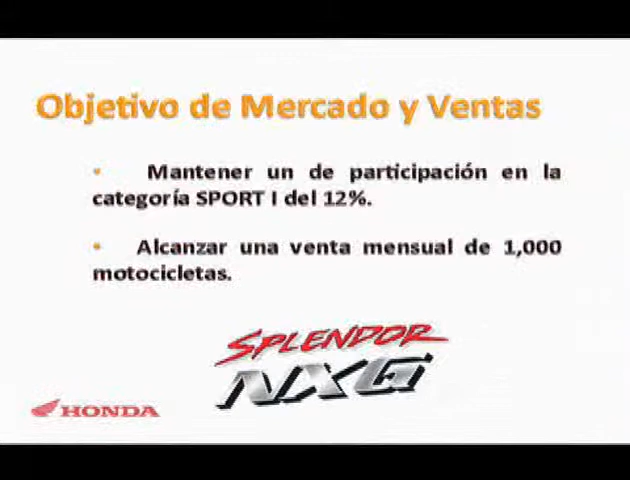 Objetivo de Mercado y Ventas
• Mantener un de participación en la
categoría SPORT I del 12%.
• Alcanzar una venta mensual de 1,000
motocicletas.
SPLENDOR
NXG
HONDA